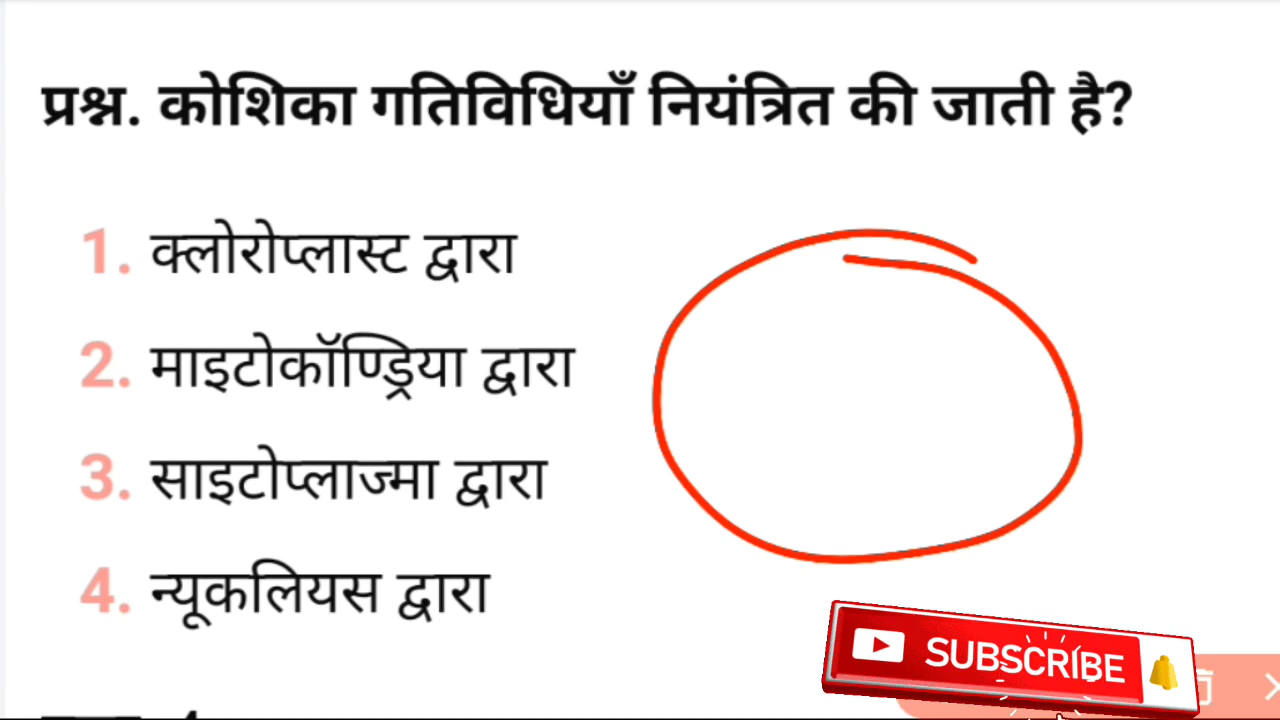 प्रश्न. कोशिका गतिविधियाँ नियंत्रित की जाती है?
1. क्लोरोप्लास्ट द्वारा
2. माइटोकॉण्ड्रिया द्वारा
3. साइटोप्लाज्मा द्वारा
4. न्यूकलियस द्वारा
SUBSCRIBE